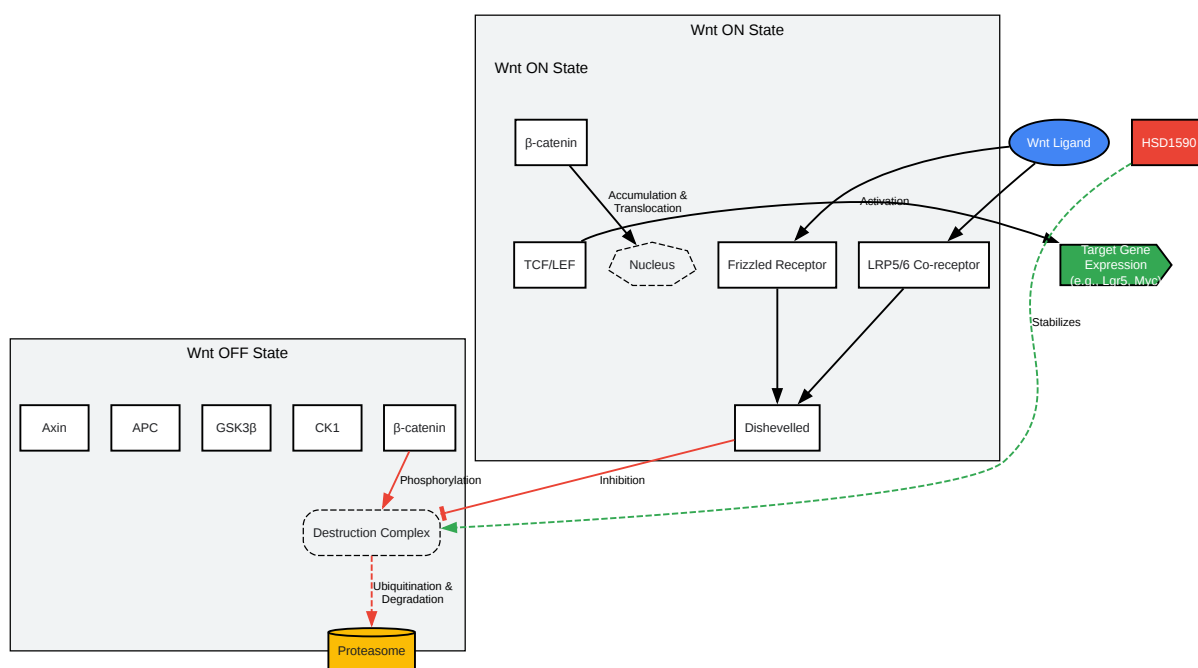 Wnt ON State
Wnt ON State
β-catenin
Wnt Ligand
HSD1590
Accumulation &
Translocation
Activation
TCF/LEF
Nucleus
Frizzled Receptor
LRP5/6 Co-receptor
Target Gene
Expression
(e.g., Lgr5, Myc)
Stabilizes
Wnt OFF State
Axin
APC
GSK3β
CK1
β-catenin
Dishevelled
Phosphorylation
Inhibition
Destruction Complex
Ubiquitination &
Degradation
Proteasome